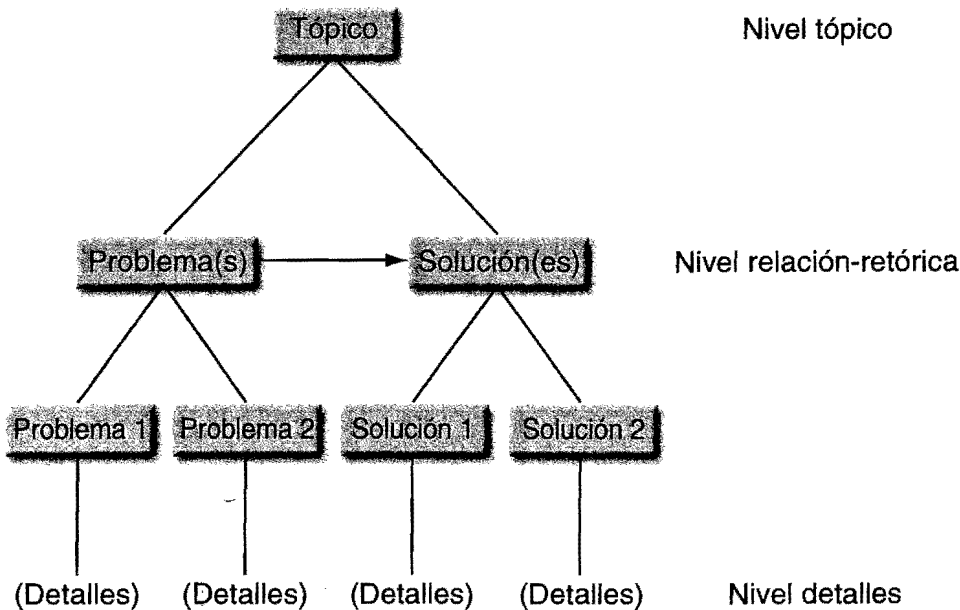 Tópico
Nivel tópico
Problema(s)
Solución(es)
Nivel relación-retórica
Problema 1
Problema 2
Solución 1
Solución 2
(Detalles)
(Detalles)
(Detalles)
(Detalles)
Nivel detalles